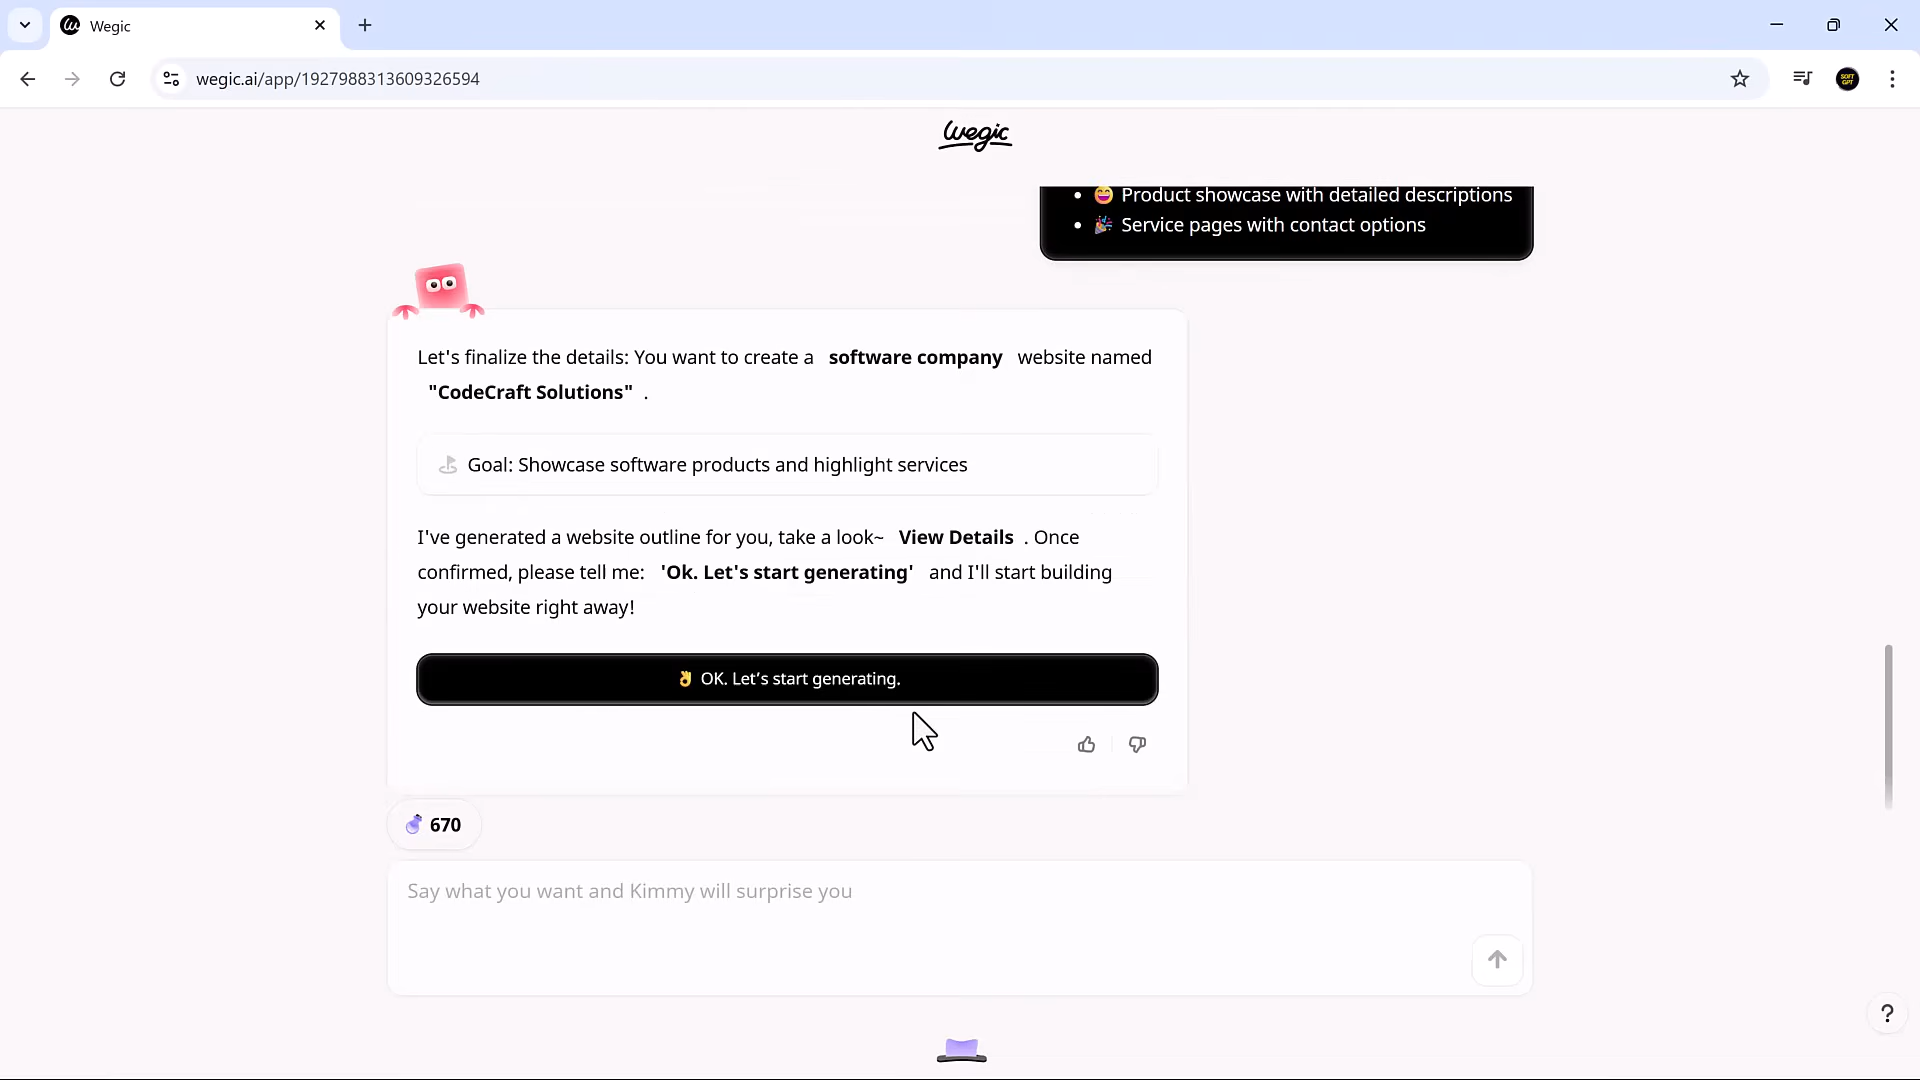 Wegic
wegic.ai/app/1927988313609326594
SOFT
GPT
Wegic
• 😄 Product showcase with detailed descriptions
• 🎉 Service pages with contact options
Let's finalize the details: You want to create a software company website named
"CodeCraft Solutions" .
Goal: Showcase software products and highlight services
I've generated a website outline for you, take a look~ View Details . Once
confirmed, please tell me: 'Ok. Let's start generating' and I'll start building
your website right away!
👌 OK. Let’s start generating.
670
Say what you want and Kimmy will surprise you
?